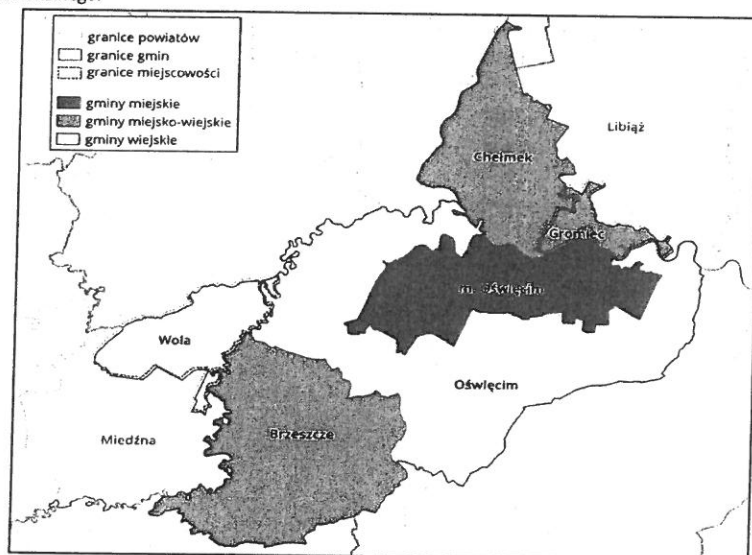 granice powiatów
granice gmin
granice miejscowości
gminy miejskie
gminy miejsko-wiejskie
gminy wiejskie
Libiąż
Chełmek
Gromiec
m. Oświęcim
Wola
Oświęcim
Miedźna
Brzeszcze